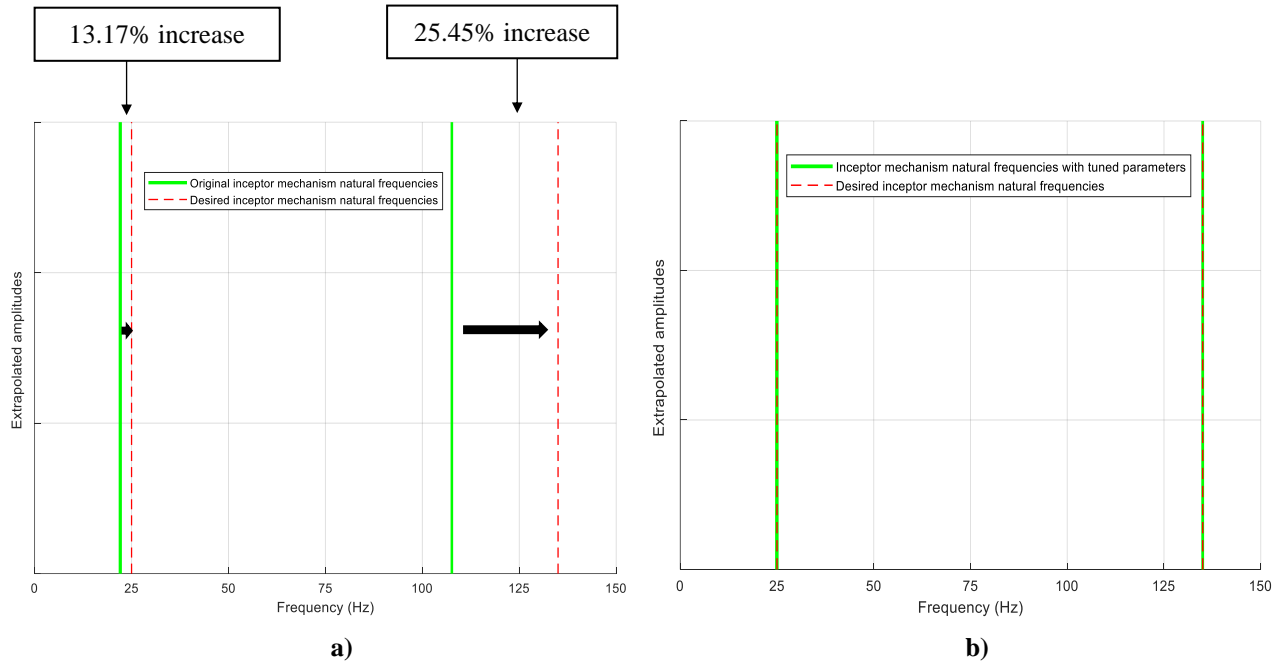 13.17% increase
25.45% increase
Original inceptor mechanism natural frequencies
Desired inceptor mechanism natural frequencies
Extrapolated amplitudes
0 25 50 75 100 125 150
Frequency (Hz)
a)
Inceptor mechanism natural frequencies with tuned parameters
Desired inceptor mechanism natural frequencies
Extrapolated amplitudes
0 25 50 75 100 125 150
Frequency (Hz)
b)